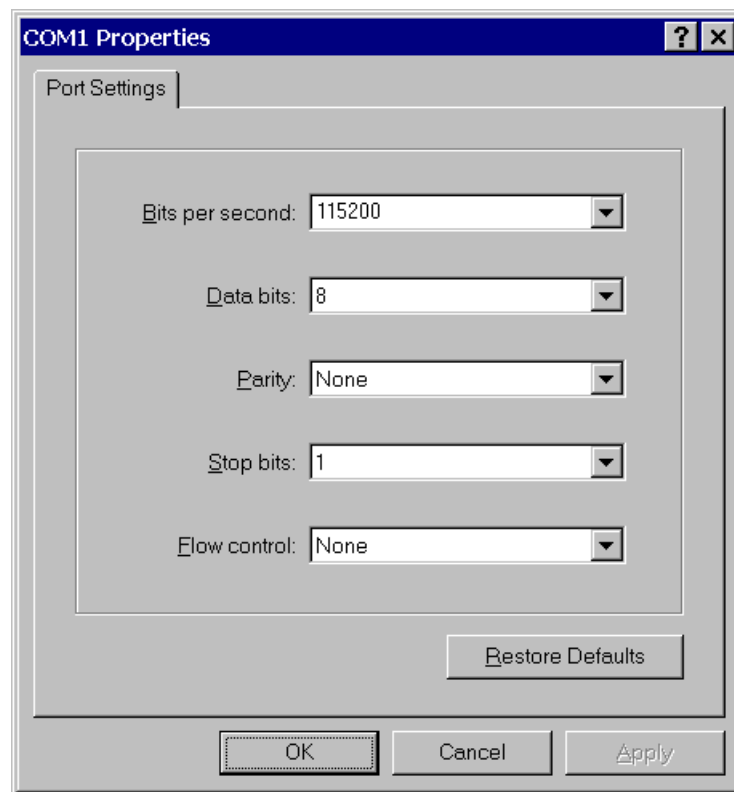 COM1 Properties
Port Settings
Bits per second: 115200
Data bits: 8
Parity: None
Stop bits: 1
Flow control: None
Restore Defaults
OK Cancel Apply